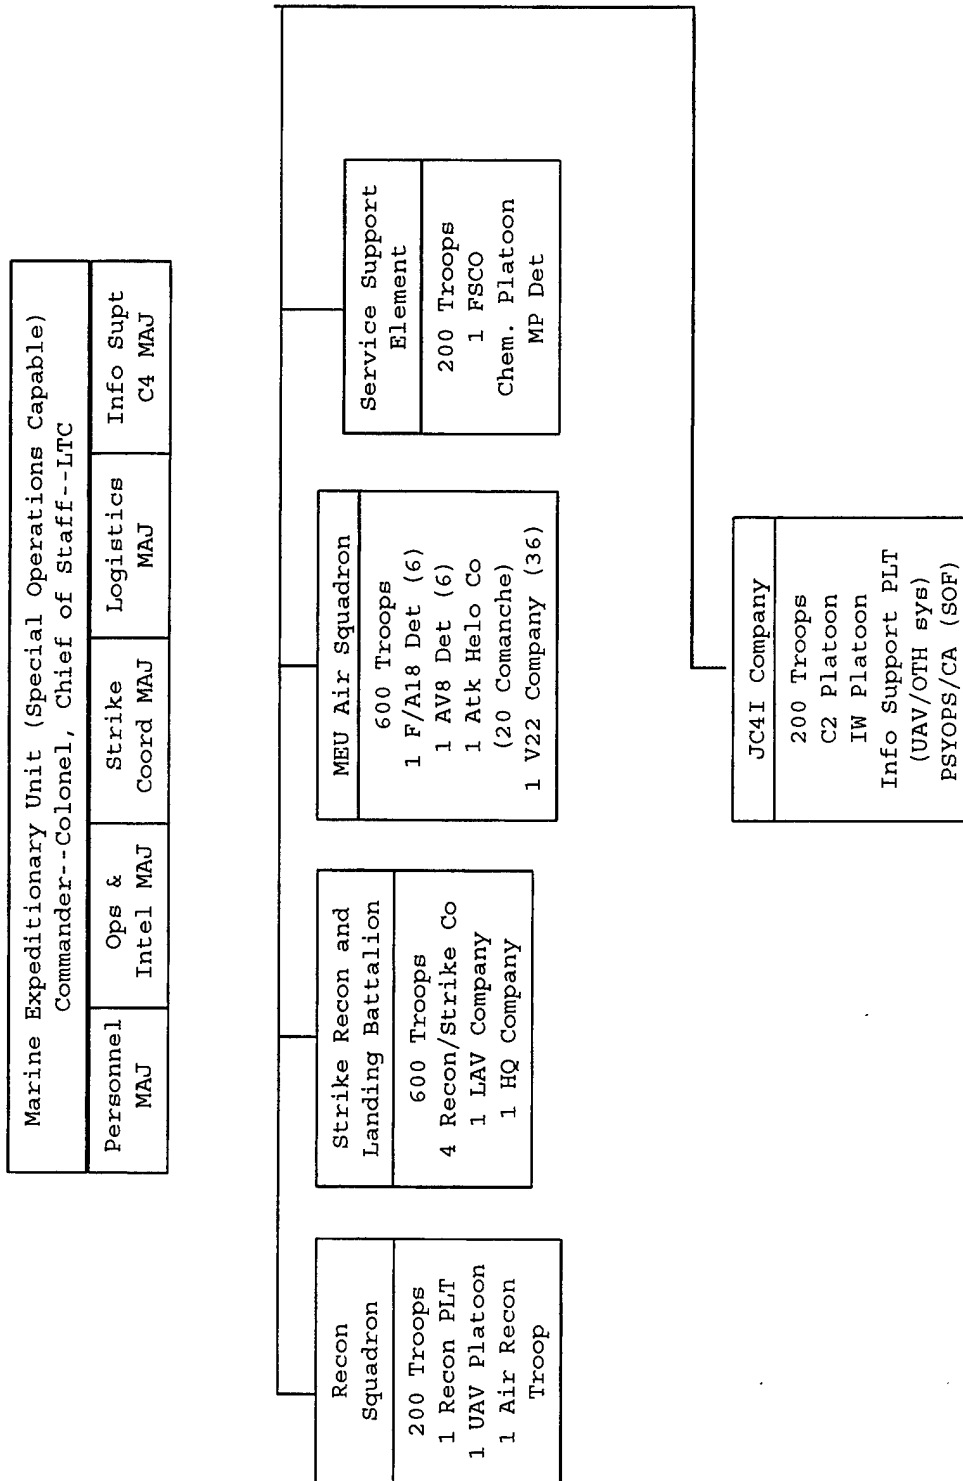 Marine Expeditionary Unit (Special Operations Capable)
Commander--Colonel, Chief of Staff--LTC
Personnel
MAJ
Ops &
Intel MAJ
Strike
Coord MAJ
Logistics
MAJ
Info Supt
C4 MAJ
Recon
Squadron
200 Troops
1 Recon PLT
1 UAV Platoon
1 Air Recon
Troop
Strike Recon and
Landing Battalion
600 Troops
4 Recon/Strike Co
1 LAV Company
1 HQ Company
MEU Air Squadron
600 Troops
1 F/A18 Det (6)
1 AV8 Det (6)
1 Atk Helo Co
(20 Comanche)
1 V22 Company (36)
Service Support
Element
200 Troops
1 FSCO
Chem. Platoon
MP Det
JC4I Company
200 Troops
C2 Platoon
IW Platoon
Info Support PLT
(UAV/OTH sys)
PSYOPS/CA (SOF)